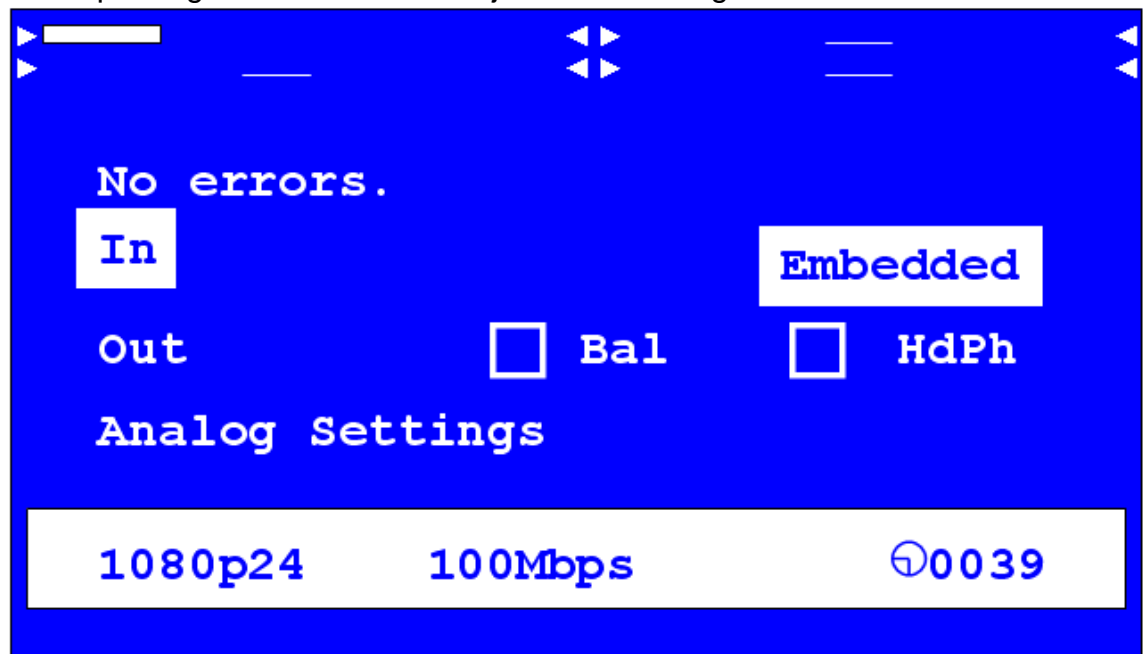 No errors.
In Embedded
Out Bal HdPh
Analog Settings
1080p24 100Mbps 0039